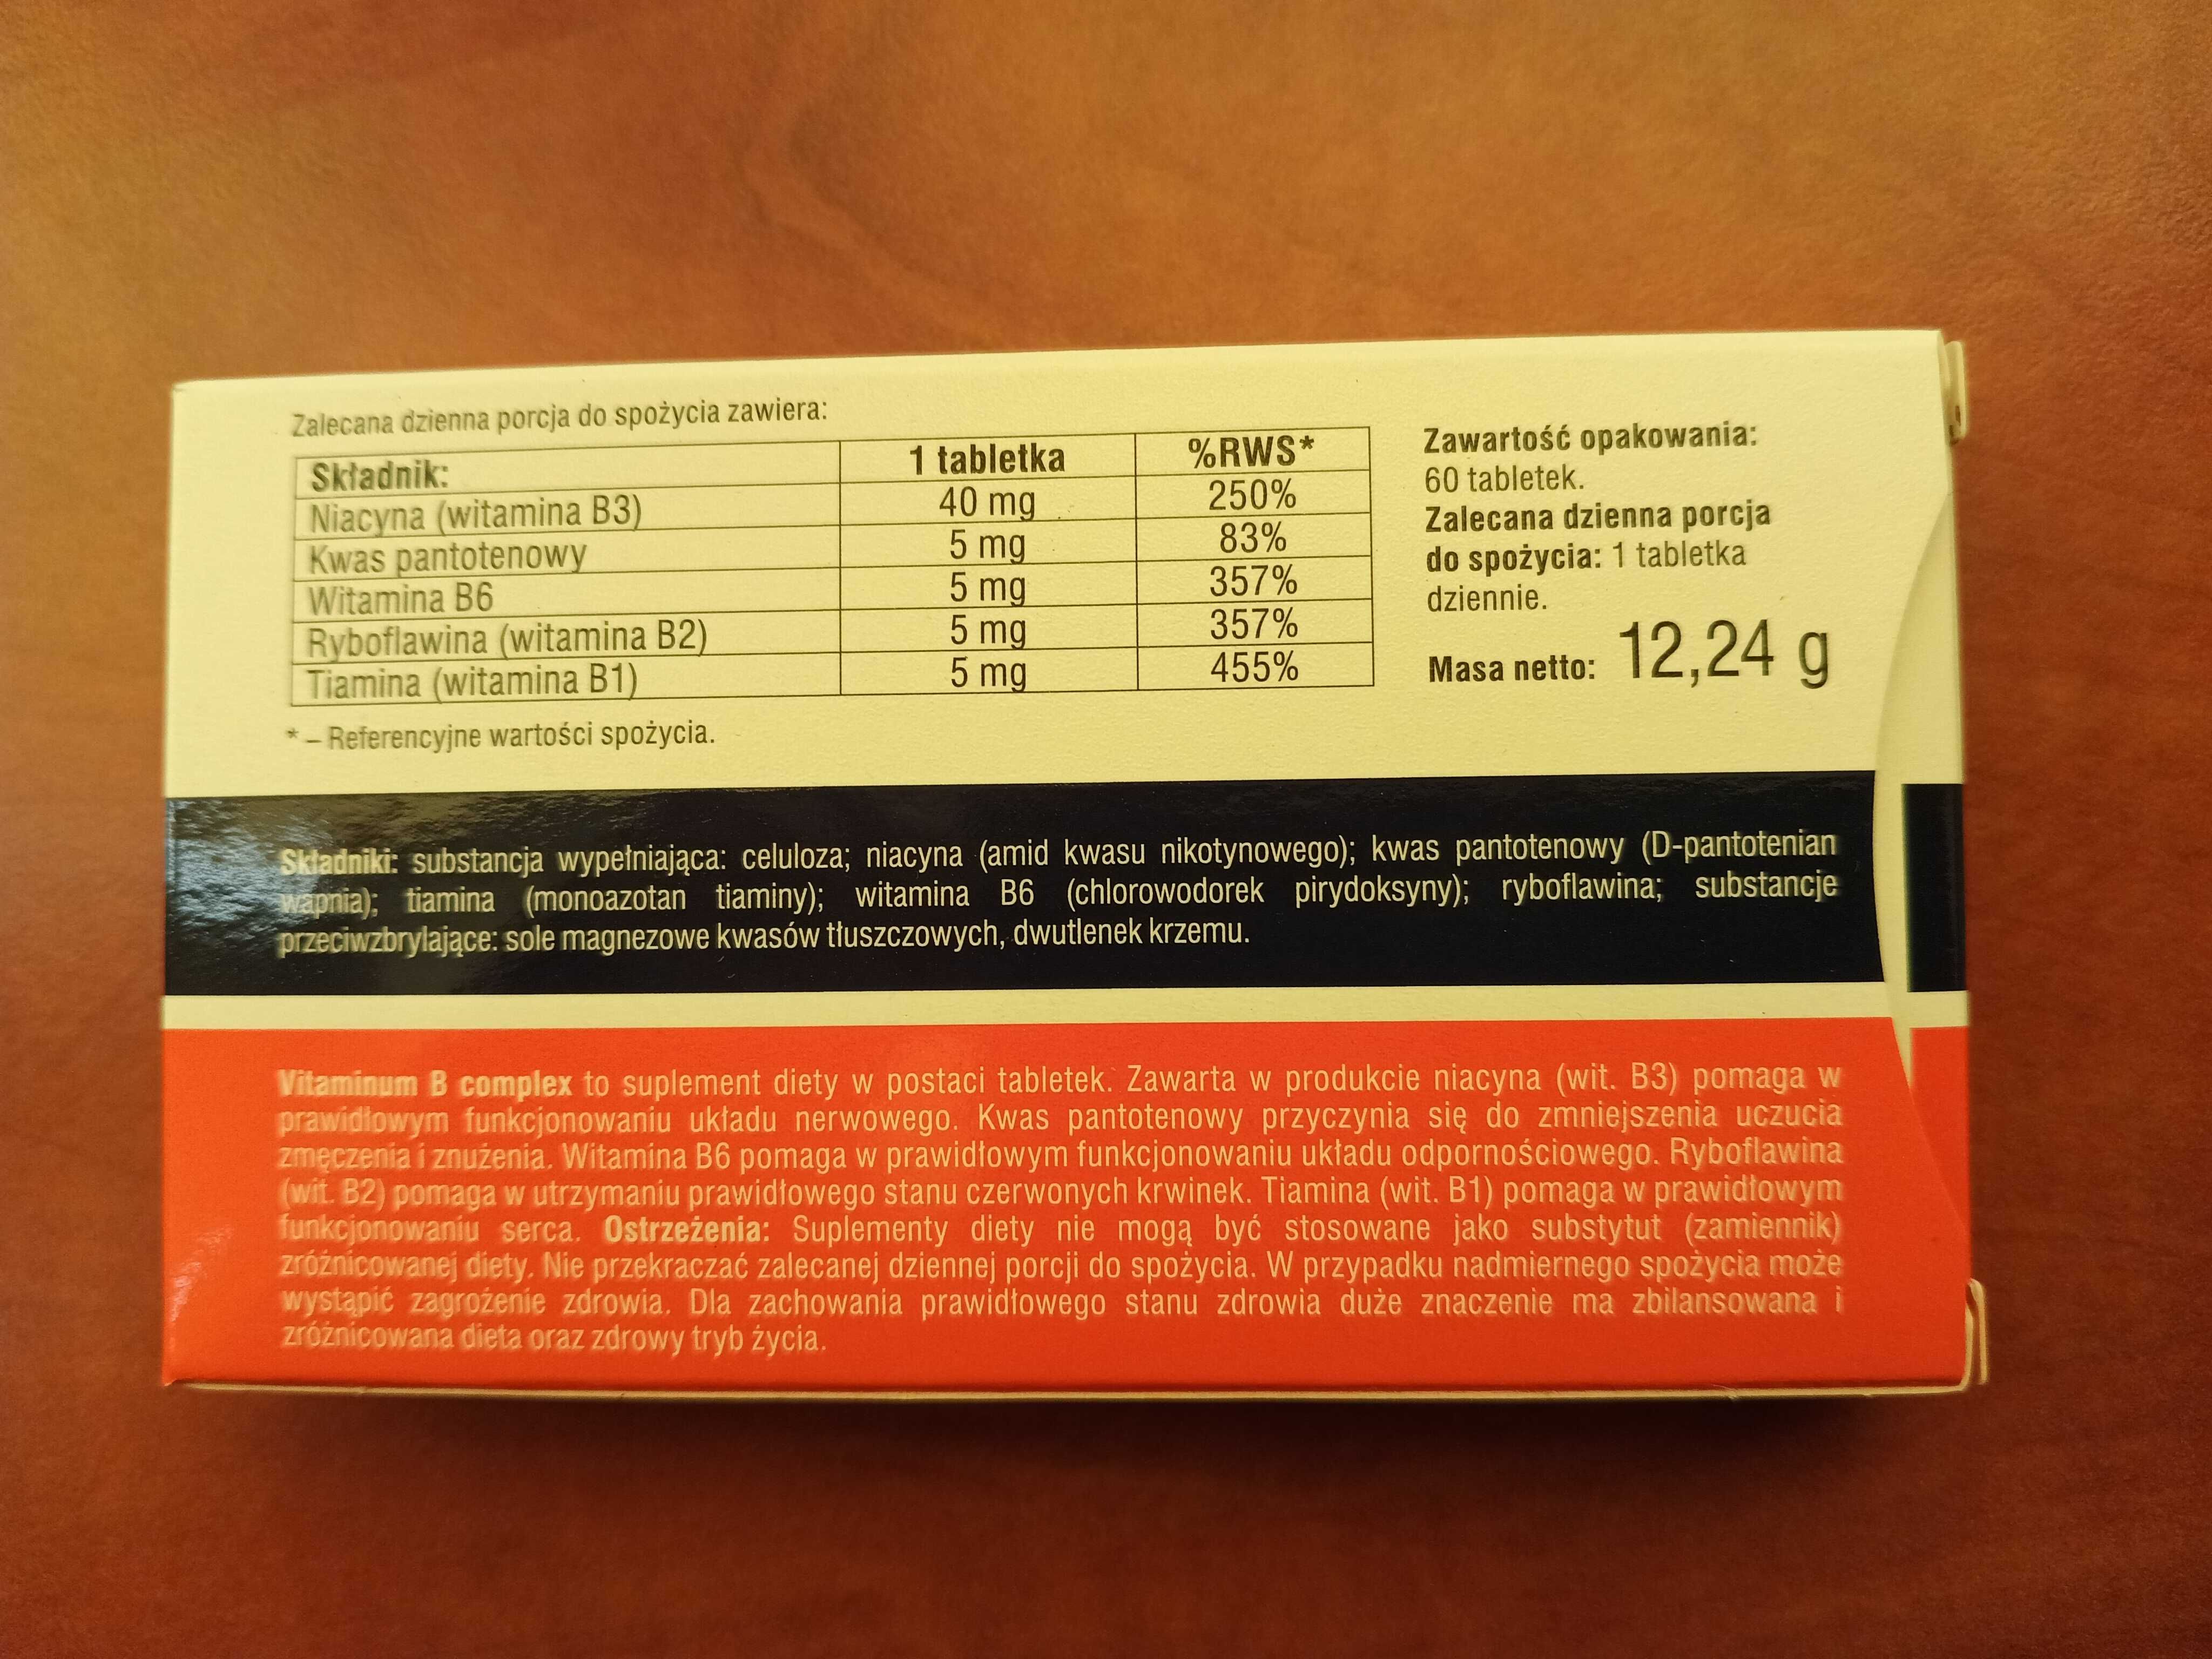 Zalecana dzienna porcja do spożycia zawiera:
Składnik: 1 tabletka %RWS*
Niacyna (witamina B3) 40 mg 250%
Kwas pantotenowy 5 mg 83%
Witamina B6 5 mg 357%
Ryboflawina (witamina B2) 5 mg 357%
Tiamina (witamina B1) 5 mg 455%
* – Referencyjne wartości spożycia.
Zawartość opakowania:
60 tabletek.
Zalecana dzienna porcja
do spożycia: 1 tabletka
dziennie.
Masa netto: 12,24 g
Składniki: substancja wypełniająca: celuloza; niacyna (amid kwasu nikotynowego); kwas pantotenowy (D-pantotenian
wapnia); tiamina (monoazotan tiaminy); witamina B6 (chlorowodorek pirydoksyny); ryboflawina; substancje
przeciwzbrylające: sole magnezowe kwasów tłuszczowych, dwutlenek krzemu.
Vitaminum B complex to suplement diety w postaci tabletek. Zawarta w produkcie niacyna (wit. B3) pomaga w
prawidłowym funkcjonowaniu układu nerwowego. Kwas pantotenowy przyczynia się do zmniejszenia uczucia
zmęczenia i znużenia. Witamina B6 pomaga w prawidłowym funkcjonowaniu układu odpornościowego. Ryboflawina
(wit. B2) pomaga w utrzymaniu prawidłowego stanu czerwonych krwinek. Tiamina (wit. B1) pomaga w prawidłowym
funkcjonowaniu serca. Ostrzeżenia: Suplementy diety nie mogą być stosowane jako substytut (zamiennik)
zróżnicowanej diety. Nie przekraczać zalecanej dziennej porcji do spożycia. W przypadku nadmiernego spożycia może
wystąpić zagrożenie zdrowia. Dla zachowania prawidłowego stanu zdrowia duże znaczenie ma zbilansowana i
zróżnicowana dieta oraz zdrowy tryb życia.